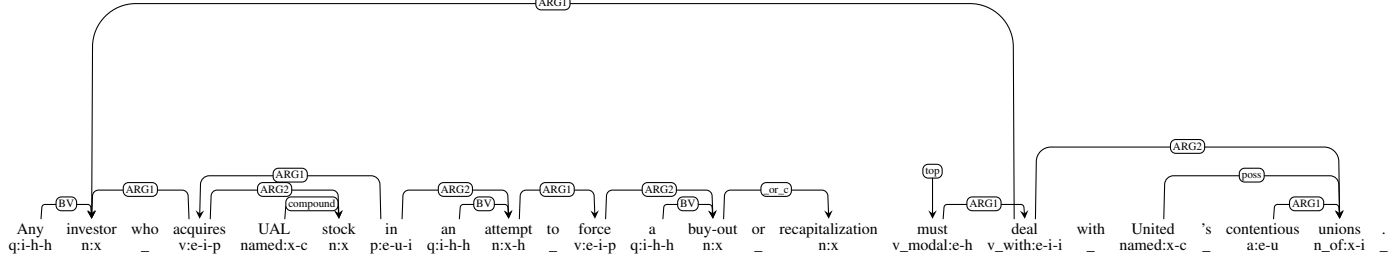 ARG1
ARG2
top
ARG1 poss
ARG1 ARG2 ARG2 ARG1 ARG2 _or_c
BV compound BV BV ARG1 ARG1
Any investor who acquires UAL stock in an attempt to force a buy-out or recapitalization must deal with United 's contentious unions .
q:i-h-h n:x _ v:e-i-p named:x-c n:x p:e-u-i q:i-h-h n:x-h _ v:e-i-p q:i-h-h n:x _ n:x v_modal:e-h v_with:e-i-i _ named:x-c _ a:e-u n_of:x-i _